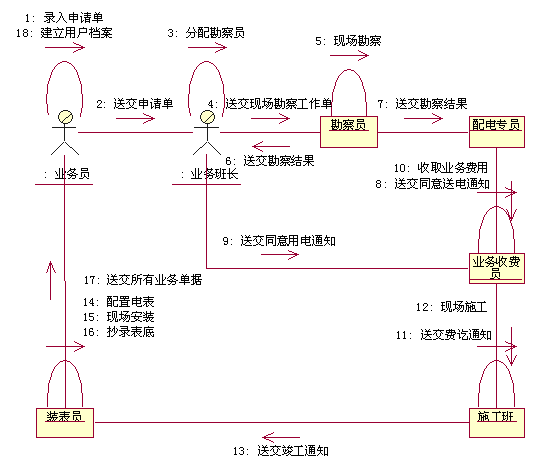 1: 录入申请单
18: 建立用户档案
3: 分配勘察员
5: 现场勘察
2: 送交申请单
4: 送交现场勘察工作单
7: 送交勘察结果
勘察员
配电专员
6: 送交勘察结果
: 业务员
: 业务班长
10: 收取业务费用
8: 送交同意送电通知
9: 送交同意用电通知
业务收费
员
17: 送交所有业务单据
14: 配置电表
15: 现场安装
16: 抄录表底
12: 现场施工
11: 送交费讫通知
装表员
施工班
13: 送交竣工通知